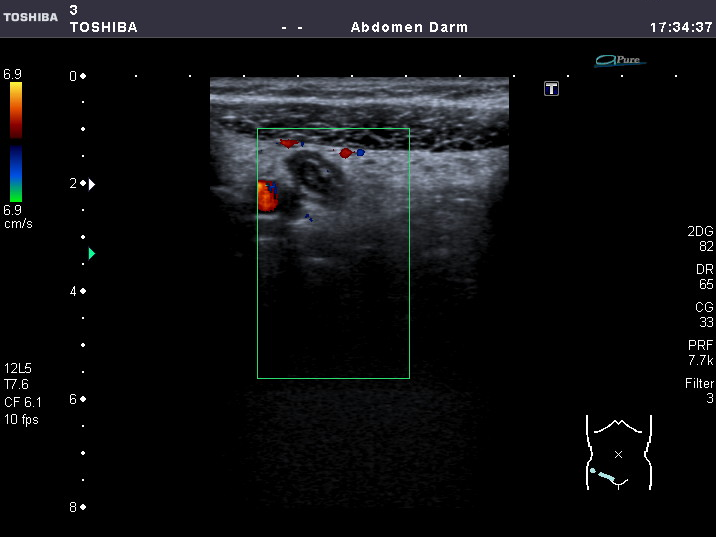 TOSHIBA
3
TOSHIBA - - Abdomen Darm 17:34:37
aPure
6.9
6.9
cm/s
0
2
4
6
8
T
12L5
T7.6
CF 6.1
10 fps
2DG
82
DR
65
CG
33
PRF
7.7k
Filter
3